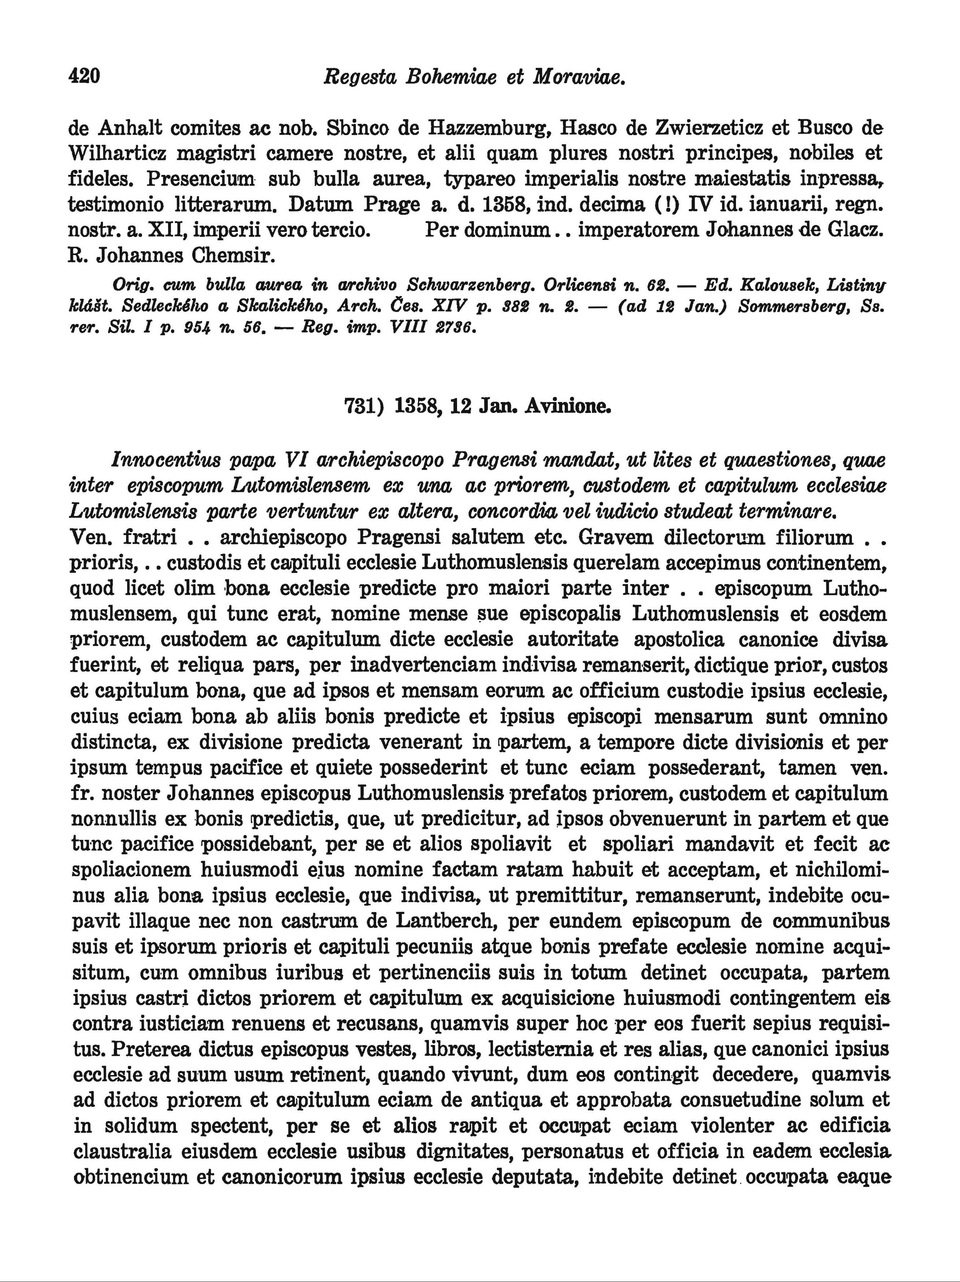 420 Regesta Bohemiae et Moraviae.
de Anhalt comites ac nob. Sbinco de Hazzemburg, Hasco de Zwierzeticz et Busco de
Wilharticz magistri camere nostre, et alii quam plures nostri principes, nobiles et
fideles. Presencium sub bulla aurea, typareo imperialis nostre maiestatis inpressa,
testimonio litterarum. Datum Prage a. d. 1358, ind. decima (!) IV id. ianuarii, regn.
nostr. a. XII, imperii vero tercio. Per dominum . . imperatorem Johannes de Glacz.
R. Johannes Chemsir.
Orig. cum bulla aurea in archivo Schwarzenberg. Orlicensi n. 62. — Ed. Kalousek, Listiny
klášt. Sedleckého a Skalického, Arch. Čes. XIV p. 382 n. 2. — (ad 12 Jan.) Sommersberg, Ss.
rer. Sil. I p. 954 n. 56. — Reg. imp. VIII 2736.
731) 1358, 12 Jan. Avinione.
Innocentius papa VI archiepiscopo Pragensi mandat, ut lites et quaestiones, quae
inter episcopum Lutomislensem ex una ac priorem, custodem et capitulum ecclesiae
Lutomislensis parte vertuntur ex altera, concordia vel iudicio studeat terminare.
Ven. fratri . . archiepiscopo Pragensi salutem etc. Gravem dilectorum filiorum . .
prioris, . . custodis et capituli ecclesie Luthomuslensis querelam accepimus continentem,
quod licet olim bona ecclesie predicte pro maiori parte inter . . episcopum Lutho-
muslensem, qui tunc erat, nomine mense sue episcopalis Luthomuslensis et eosdem
priorem, custodem ac capitulum dicte ecclesie autoritate apostolica canonice divisa
fuerint, et reliqua pars, per inadvertenciam indivisa remanserit, dictique prior, custos
et capitulum bona, que ad ipsos et mensam eorum ac officium custodie ipsius ecclesie,
cuius eciam bona ab aliis bonis predicte et ipsius episcopi mensarum sunt omnino
distincta, ex divisione predicta venerant in partem, a tempore dicte divisionis et per
ipsum tempus pacifice et quiete possederint et tunc eciam possederant, tamen ven.
fr. noster Johannes episcopus Luthomuslensis prefatos priorem, custodem et capitulum
nonnullis ex bonis predictis, que, ut predicitur, ad ipsos obvenuerunt in partem et que
tunc pacifice possidebant, per se et alios spoliavit et spoliari mandavit et fecit ac
spoliacionem huiusmodi eius nomine factam ratam habuit et acceptam, et nichilomi-
nus alia bona ipsius ecclesie, que indivisa, ut premittitur, remanserunt, indebite ocu-
pavit illaque nec non castrum de Lantberch, per eundem episcopum de communibus
suis et ipsorum prioris et capituli pecuniis atque bonis prefate ecclesie nomine acqui-
situm, cum omnibus iuribus et pertinenciis suis in totum detinet occupata, partem
ipsius castri dictos priorem et capitulum ex acquisicione huiusmodi contingentem eis
contra iusticiam renuens et recusans, quamvis super hoc per eos fuerit sepius requisi-
tus. Preterea dictus episcopus vestes, libros, lectisternia et res alias, que canonici ipsius
ecclesie ad suum usum retinent, quando vivunt, dum eos contingit decedere, quamvis
ad dictos priorem et capitulum eciam de antiqua et approbata consuetudine solum et
in solidum spectent, per se et alios rapit et occupat eciam violenter ac edificia
claustralia eiusdem ecclesie usibus dignitates, personatus et officia in eadem ecclesia
obtinencium et canonicorum ipsius ecclesie deputata, indebite detinet occupata eaque